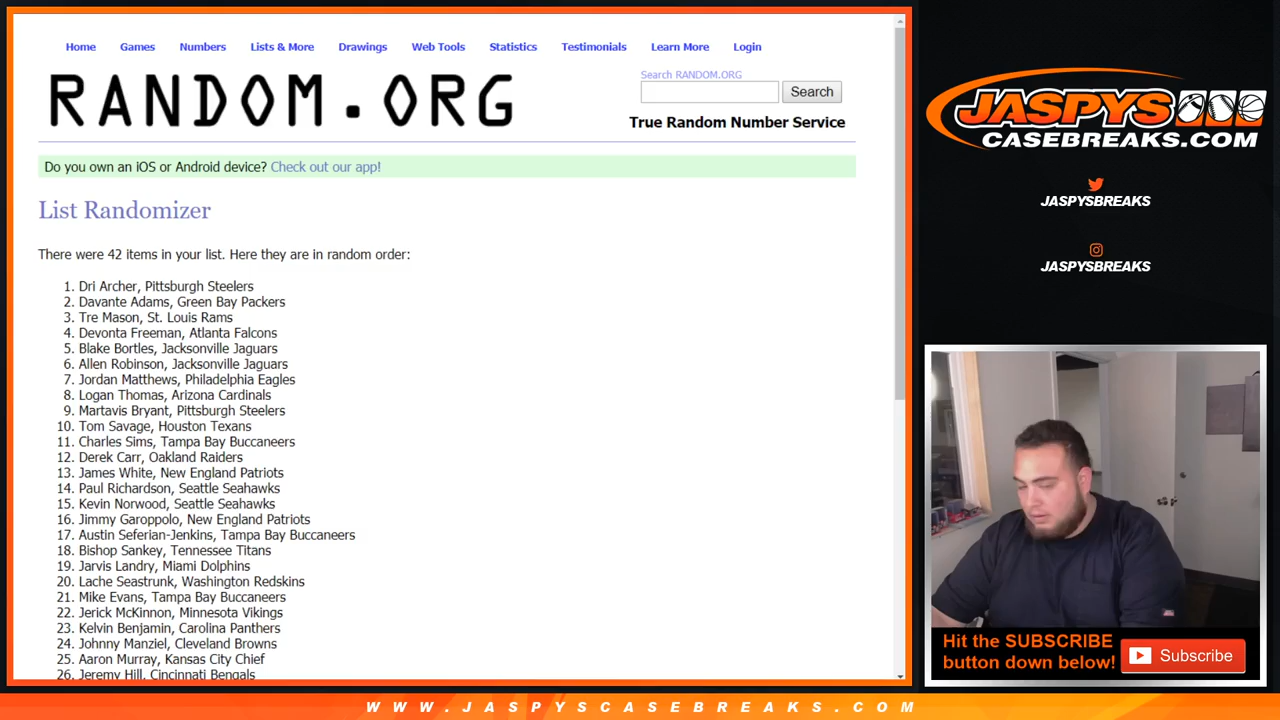 Home Games Numbers Lists & More Drawings Web Tools Statistics Testimonials Learn More Login
RANDOM.ORG
Search RANDOM.ORG
Search
True Random Number Service
Do you own an iOS or Android device? Check out our app!
List Randomizer
There were 42 items in your list. Here they are in random order:
1. Dri Archer, Pittsburgh Steelers
2. Davante Adams, Green Bay Packers
3. Tre Mason, St. Louis Rams
4. Devonta Freeman, Atlanta Falcons
5. Blake Bortles, Jacksonville Jaguars
6. Allen Robinson, Jacksonville Jaguars
7. Jordan Matthews, Philadelphia Eagles
8. Logan Thomas, Arizona Cardinals
9. Martavis Bryant, Pittsburgh Steelers
10. Tom Savage, Houston Texans
11. Charles Sims, Tampa Bay Buccaneers
12. Derek Carr, Oakland Raiders
13. James White, New England Patriots
14. Paul Richardson, Seattle Seahawks
15. Kevin Norwood, Seattle Seahawks
16. Jimmy Garoppolo, New England Patriots
17. Austin Seferian-Jenkins, Tampa Bay Buccaneers
18. Bishop Sankey, Tennessee Titans
19. Jarvis Landry, Miami Dolphins
20. Lache Seastrunk, Washington Redskins
21. Mike Evans, Tampa Bay Buccaneers
22. Jerick McKinnon, Minnesota Vikings
23. Kelvin Benjamin, Carolina Panthers
24. Johnny Manziel, Cleveland Browns
25. Aaron Murray, Kansas City Chief
26. Jeremy Hill, Cincinnati Bengals
JASPYS
CASEBREAKS.COM
JASPYSBREAKS
JASPYSBREAKS
Hit the SUBSCRIBE
button down below!
Subscribe
WWW.JASPYSCASEBREAKS.COM